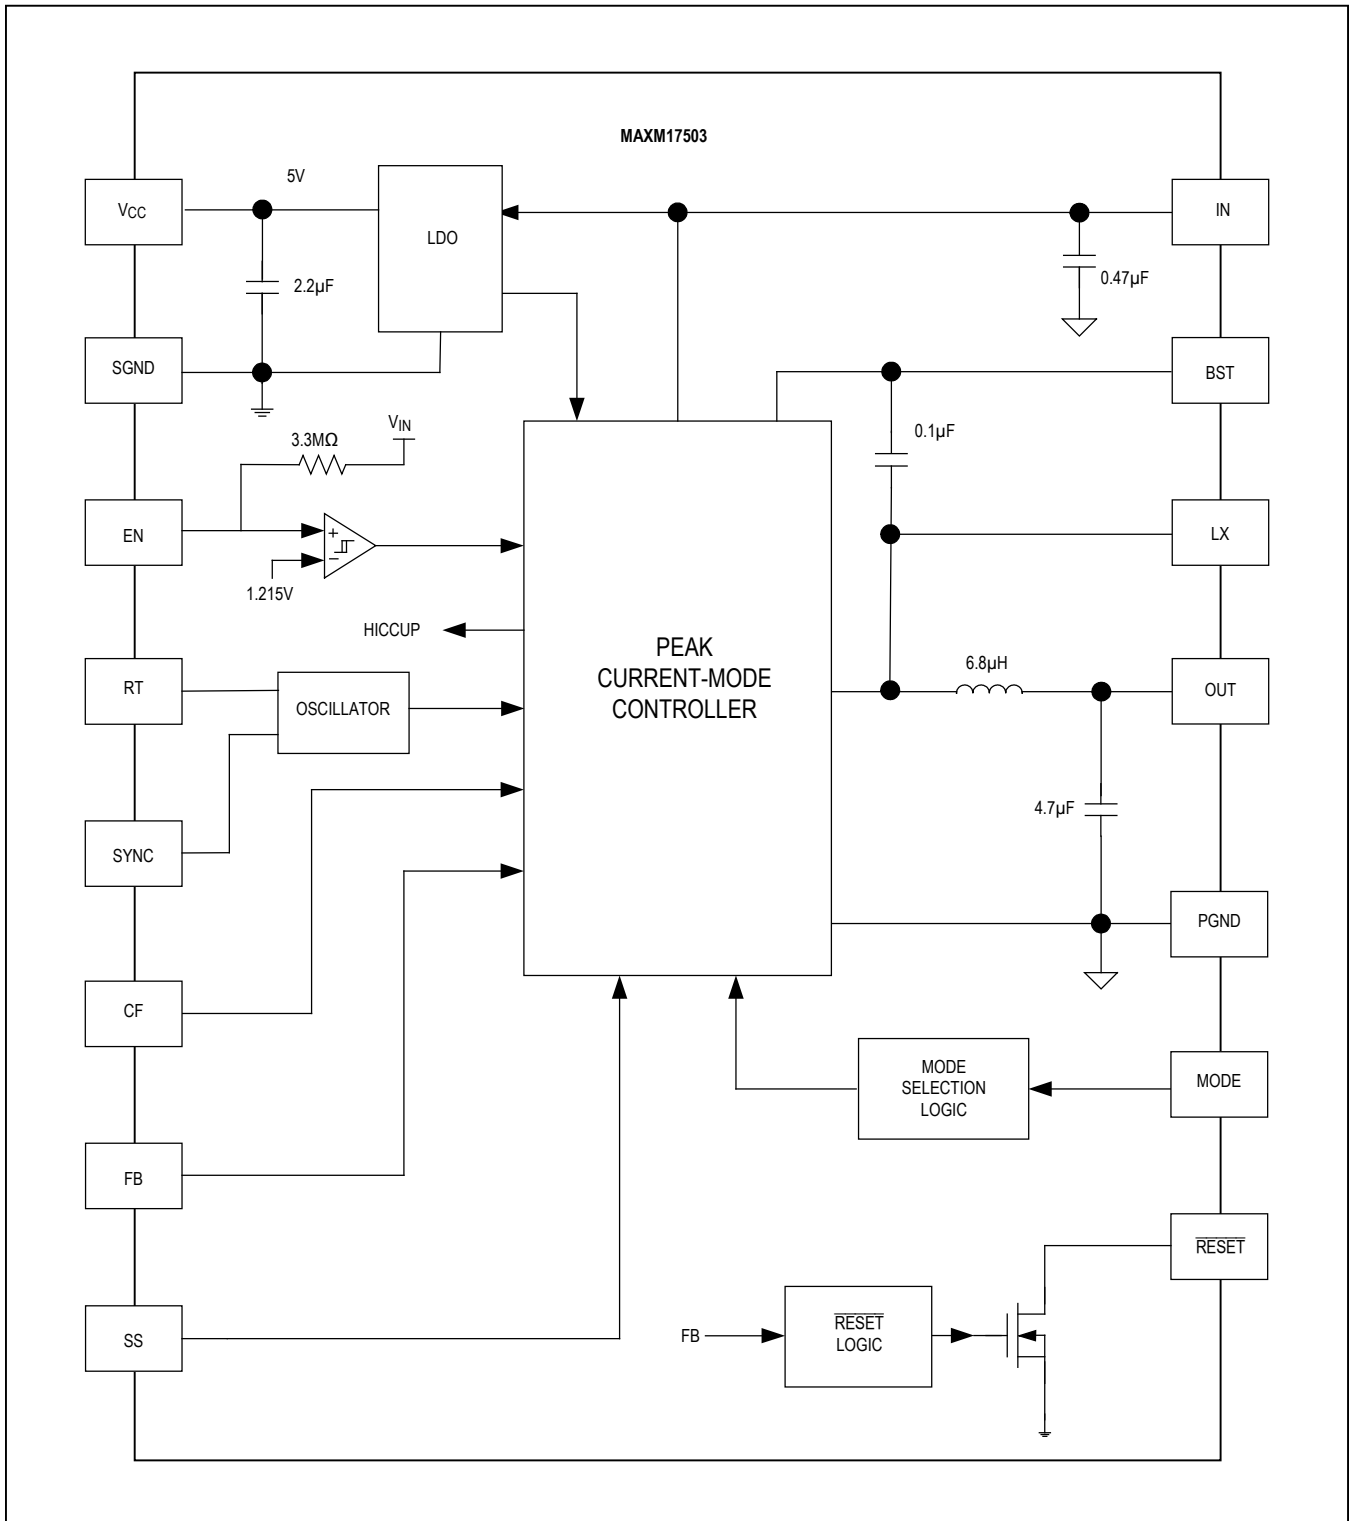 MAXM17503
VCC
5V
LDO
IN
2.2µF
0.47µF
SGND
BST
VIN
3.3MΩ
0.1µF
EN
+
−
LX
1.215V
HICCUP
PEAK
CURRENT-MODE
CONTROLLER
RT
OSCILLATOR
6.8µH
OUT
4.7µF
SYNC
PGND
CF
MODE
SELECTION
LOGIC
MODE
FB
RESET
SS
FB
RESET
LOGIC